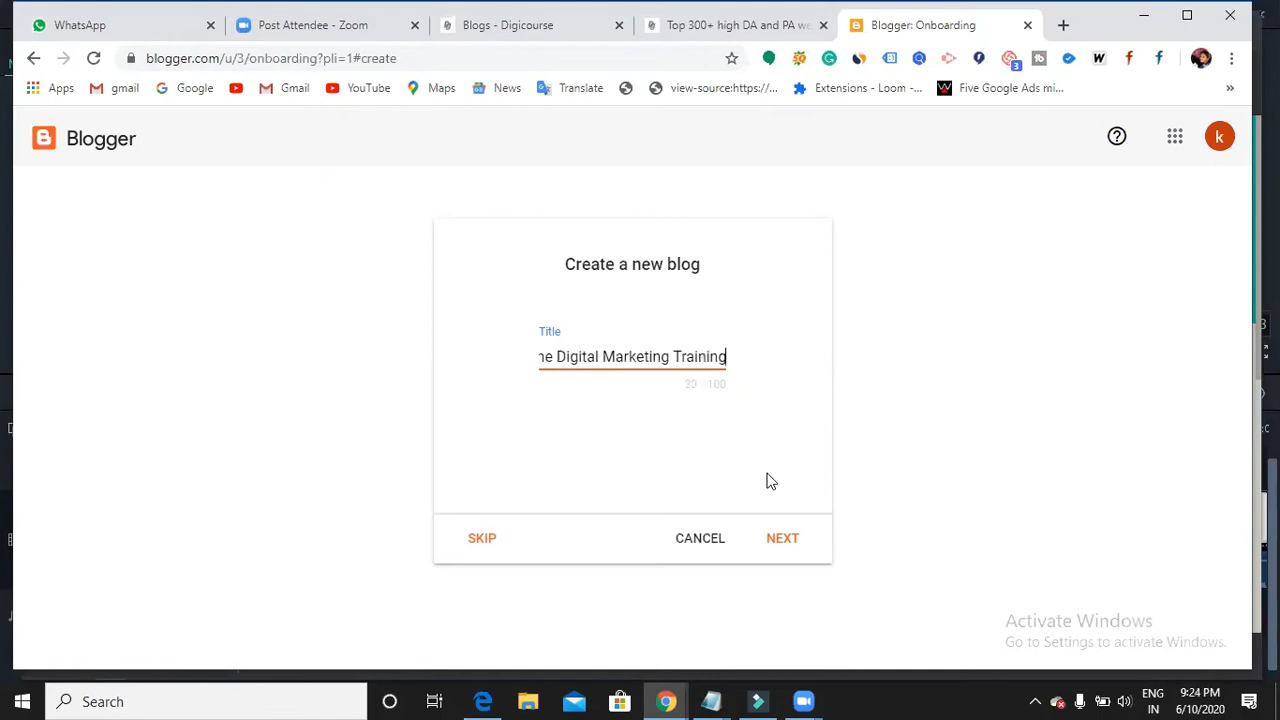 WhatsApp
Post Attendee - Zoom
Blogs - Digicourse
Top 300+ high DA and PA we
Blogger: Onboarding
blogger.com/u/3/onboarding?pli=1#create
3
Apps
gmail
Google
Gmail
YouTube
Maps
News
Translate
view-source:https://...
Extensions - Loom -...
Five Google Ads mi...
»
Blogger
k
Create a new blog
Title
ne Digital Marketing Training
100
SKIP
CANCEL
NEXT
Activate Windows
Go to Settings to activate Windows.
Search
ENG
IN
9:24 PM
6/10/2020